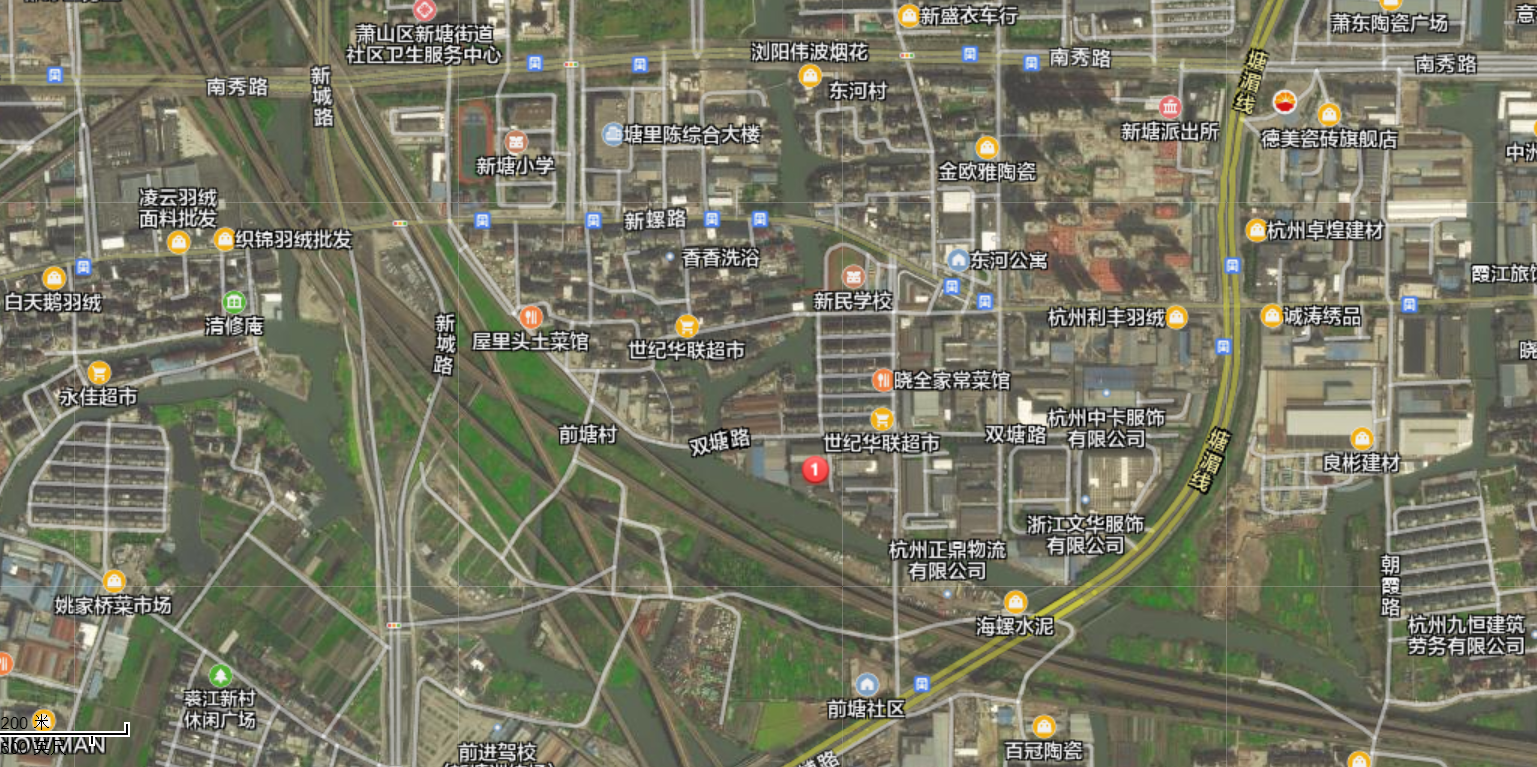 萧山区新塘街道
社区卫生服务中心
新盛衣车行
萧东陶瓷广场
浏阳伟波烟花
南秀路
南秀路
南秀路
新城路
东河村
塘湄线
新塘派出所
德美瓷砖旗舰店
塘里陈综合大楼
新塘小学
金欧雅陶瓷
中洲
凌云羽绒
面料批发
织锦羽绒批发
新螺路
杭州卓煌建材
香香洗浴
东河公寓
霞江旅馆
白天鹅羽绒
清修庵
新民学校
新城路
屋里头土菜馆
世纪华联超市
杭州利丰羽绒
诚涛绣品
晓
永佳超市
晓全家常菜馆
前塘村
双塘路
世纪华联超市
双塘路
杭州中卡服饰
有限公司
塘湄线
良彬建材
1
浙江文华服饰
有限公司
杭州正鼎物流
有限公司
朝霞路
姚家桥菜市场
海螺水泥
杭州九恒建筑
劳务有限公司
裘江新村
休闲广场
前塘社区
200 米
百冠陶瓷
前进驾校